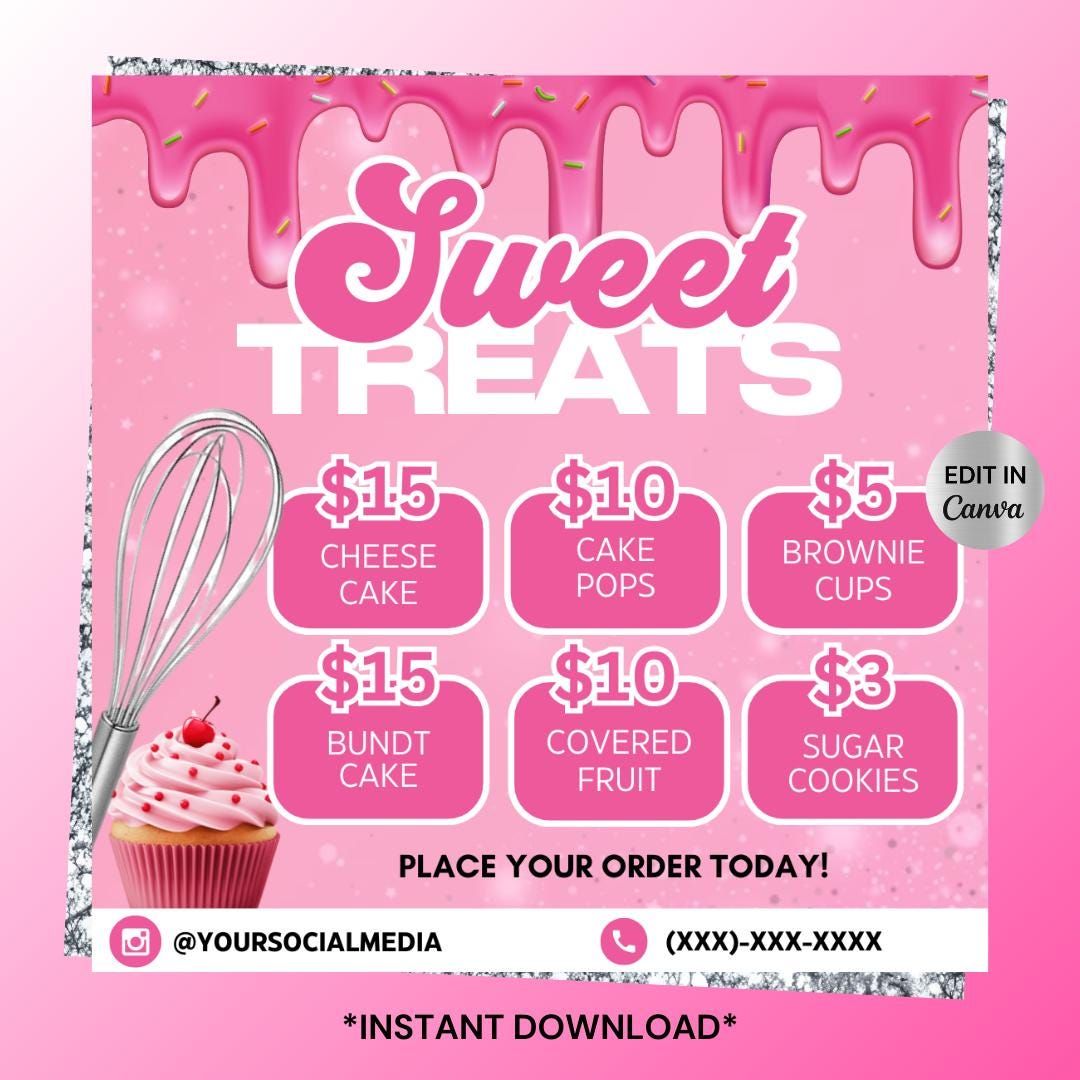 Sweet
TREATS
EDIT IN
Canva
$15
CHEESE
CAKE
$10
CAKE
POPS
$5
BROWNIE
CUPS
$15
BUNDT
CAKE
$10
COVERED
FRUIT
$3
SUGAR
COOKIES
PLACE YOUR ORDER TODAY!
@YOURSOCIALMEDIA
(XXX)-XXX-XXXX
*INSTANT DOWNLOAD*